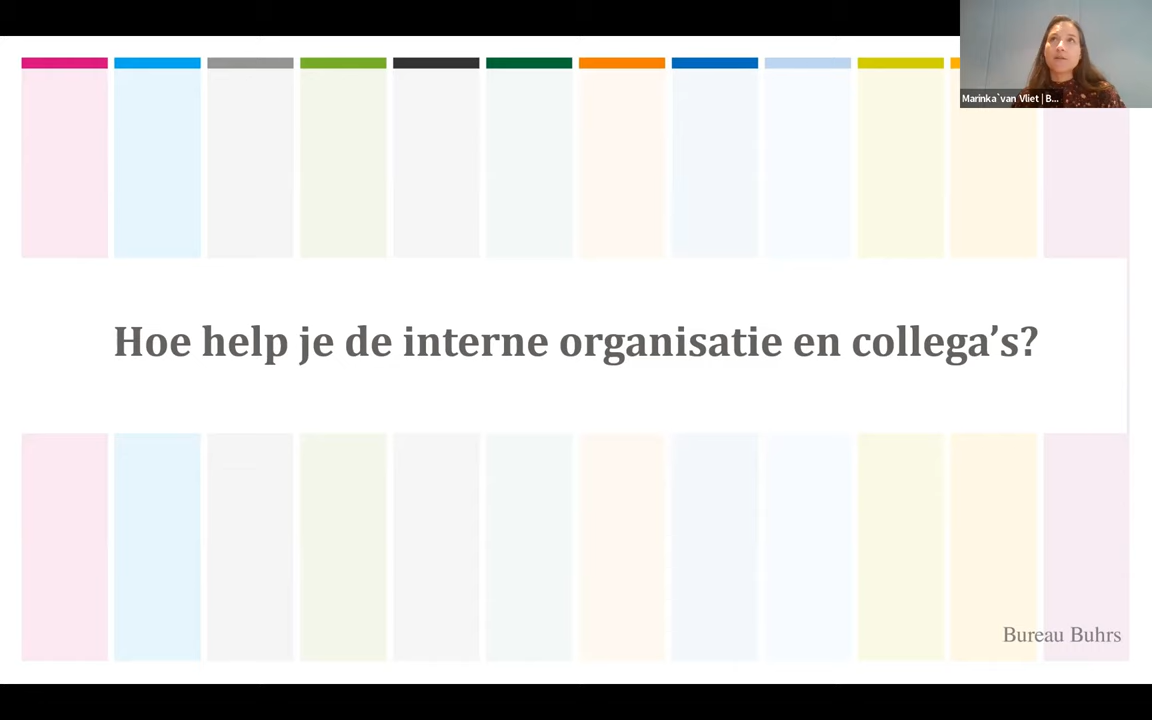 Marinka`van Vliet | B...
Hoe help je de interne organisatie en collega’s?
Bureau Buhrs